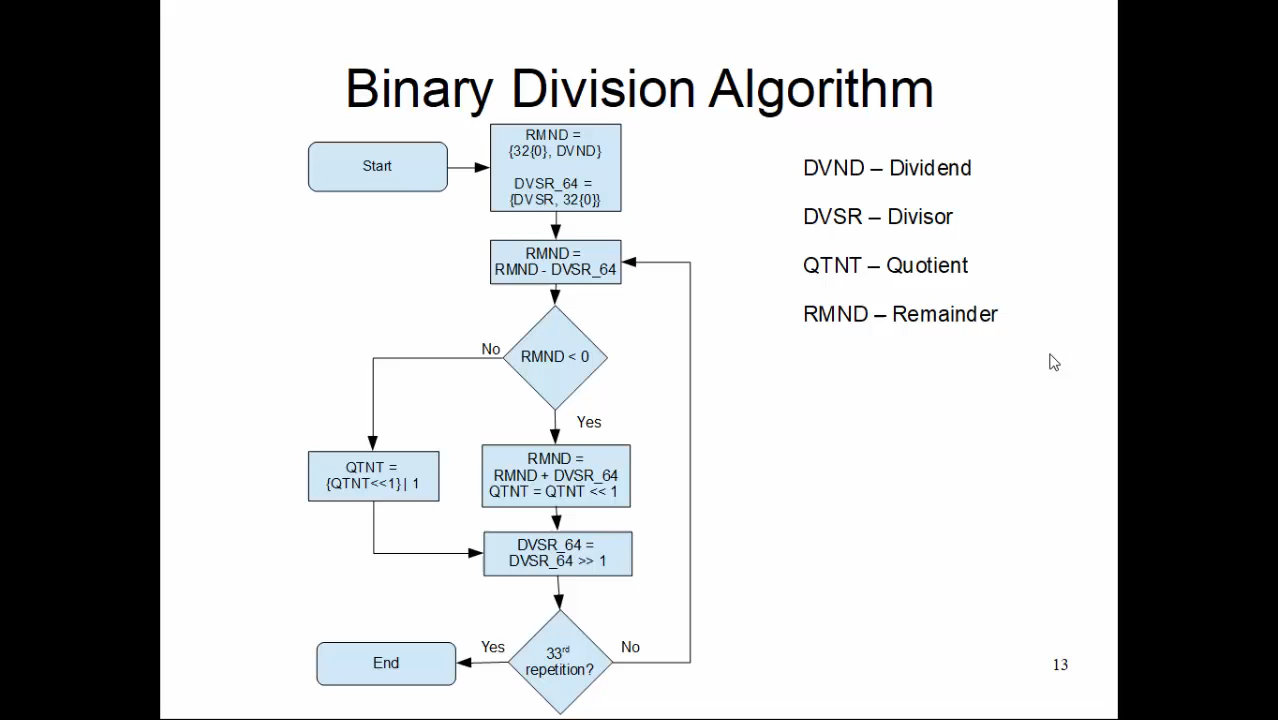 Binary Division Algorithm
Start
RMND =
{32{0}, DVND}
DVSR_64 =
{DVSR, 32{0}}
RMND =
RMND - DVSR_64
RMND < 0
No
Yes
QTNT =
{QTNT<<1} | 1
RMND =
RMND + DVSR_64
QTNT = QTNT << 1
DVSR_64 =
DVSR_64 >> 1
33rd
repetition?
Yes
No
End
DVND – Dividend
DVSR – Divisor
QTNT – Quotient
RMND – Remainder
13